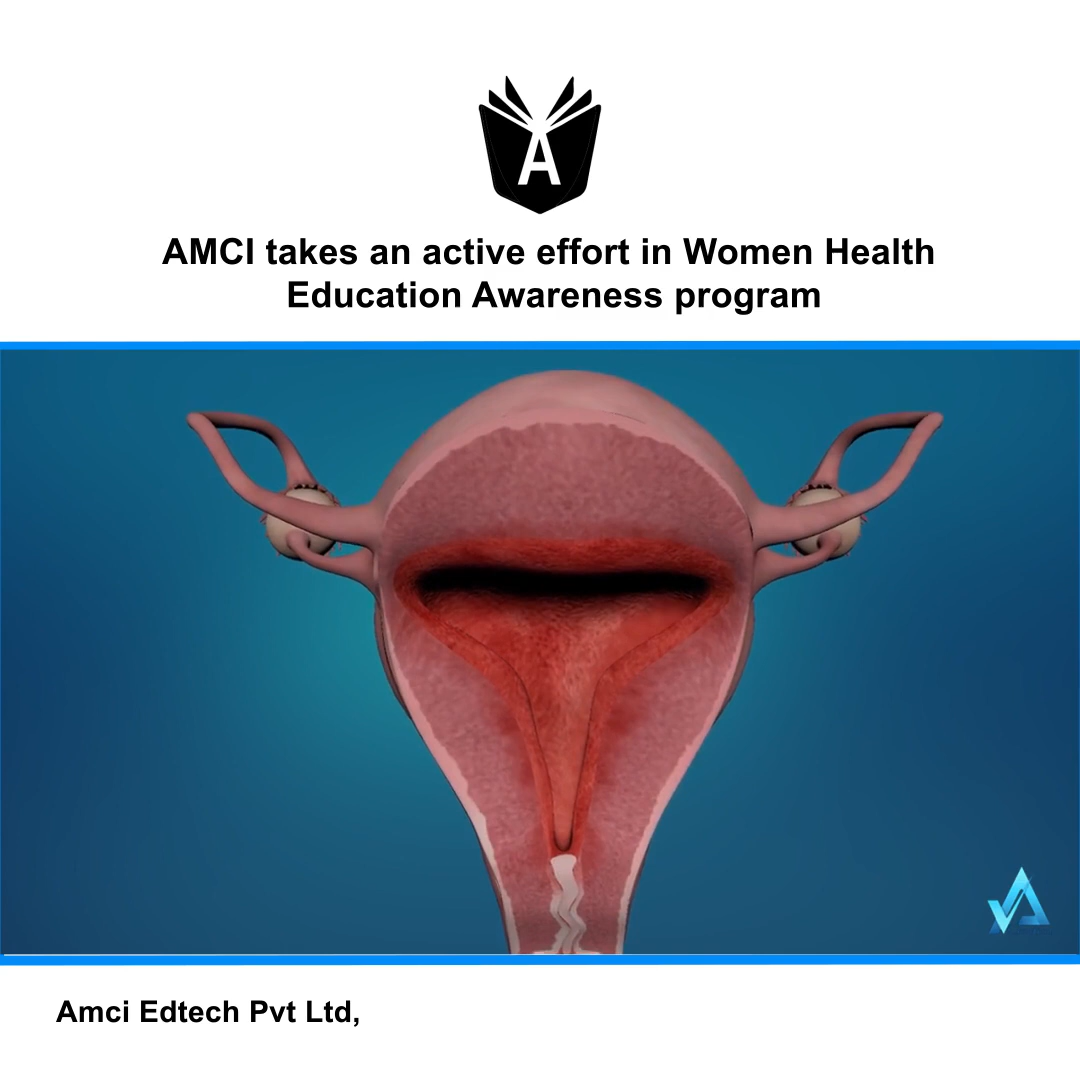 A
AMCI takes an active effort in Women Health
Education Awareness program
Amci Edtech Pvt Ltd,